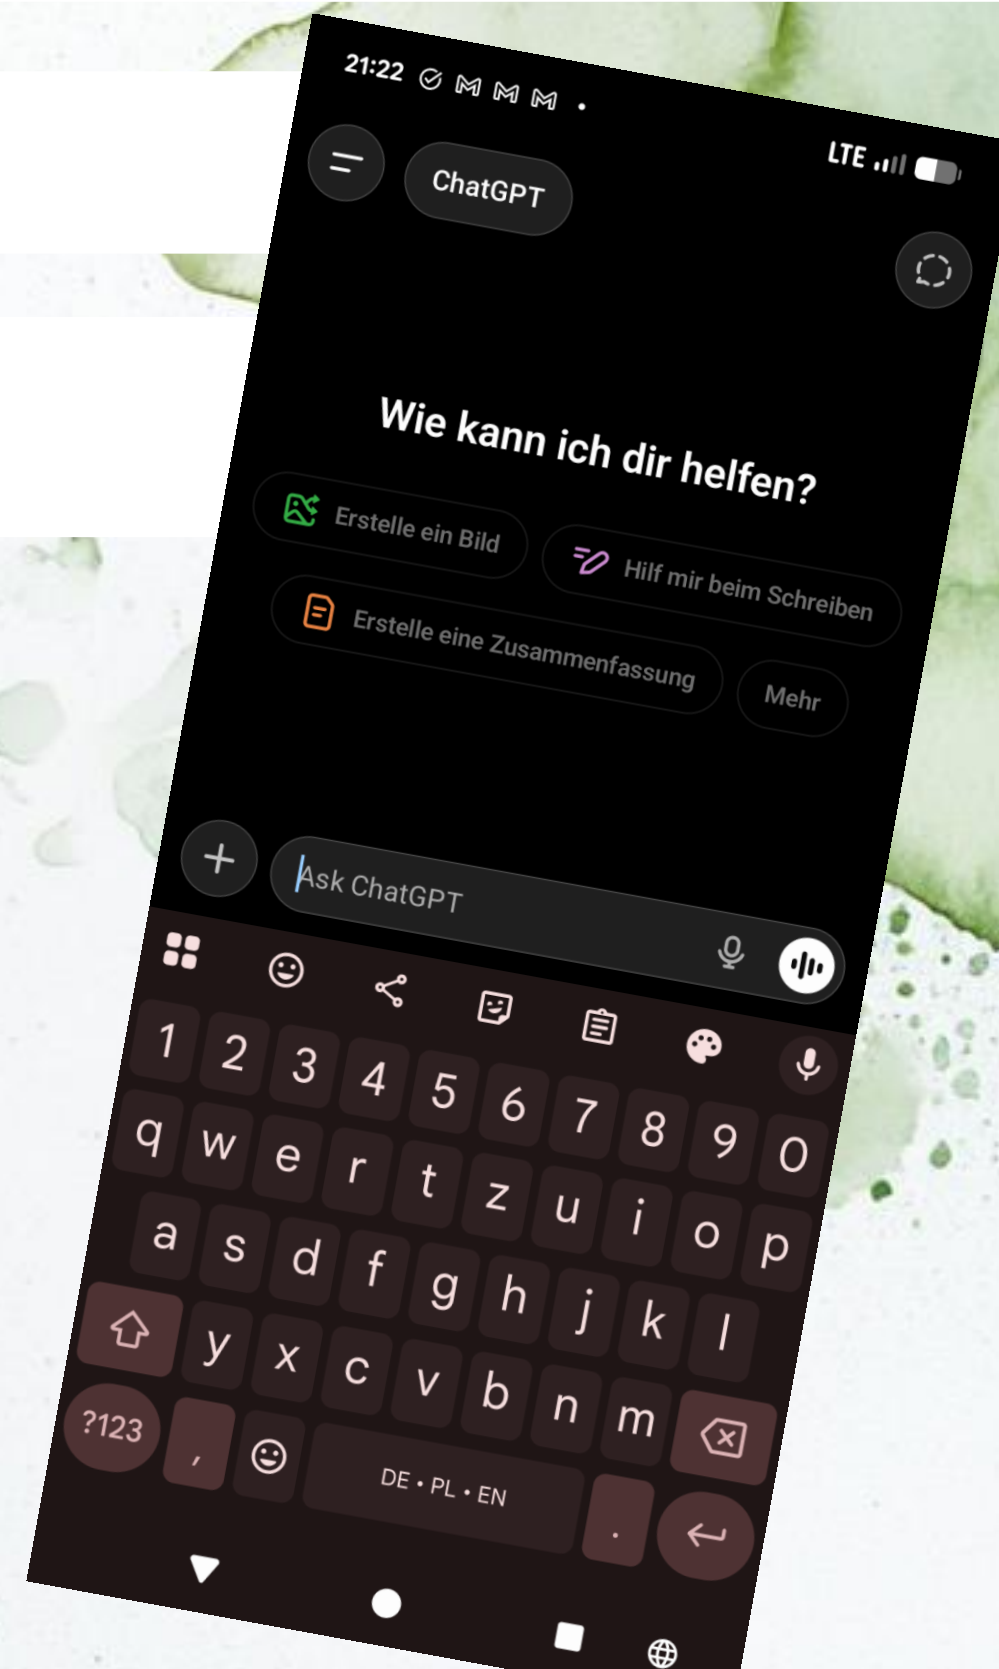 21:22
LTE
ChatGPT
Wie kann ich dir helfen?
Erstelle ein Bild
Hilf mir beim Schreiben
Erstelle eine Zusammenfassung
Mehr
Ask ChatGPT
1 2 3 4 5 6 7 8 9 0
q w e r t z u i o p
a s d f g h j k l
y x c v b n m
?123 , DE • PL • EN .